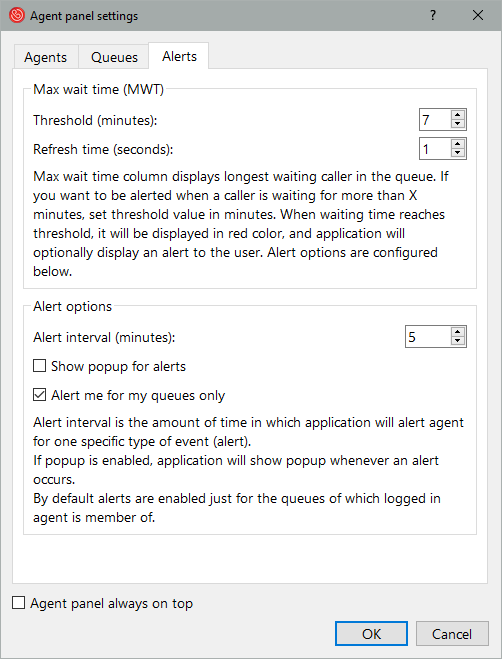 Agent panel settings
?
Agents Queues Alerts
Max wait time (MWT)
Threshold (minutes): 7
Refresh time (seconds): 1
Max wait time column displays longest waiting caller in the queue. If
you want to be alerted when a caller is waiting for more than X
minutes, set threshold value in minutes. When waiting time reaches
threshold, it will be displayed in red color, and application will
optionally display an alert to the user. Alert options are configured
below.
Alert options
Alert interval (minutes): 5
Show popup for alerts
Alert me for my queues only
Alert interval is the amount of time in which application will alert agent
for one specific type of event (alert).
If popup is enabled, application will show popup whenever an alert
occurs.
By default alerts are enabled just for the queues of which logged in
agent is member of.
Agent panel always on top
OK Cancel